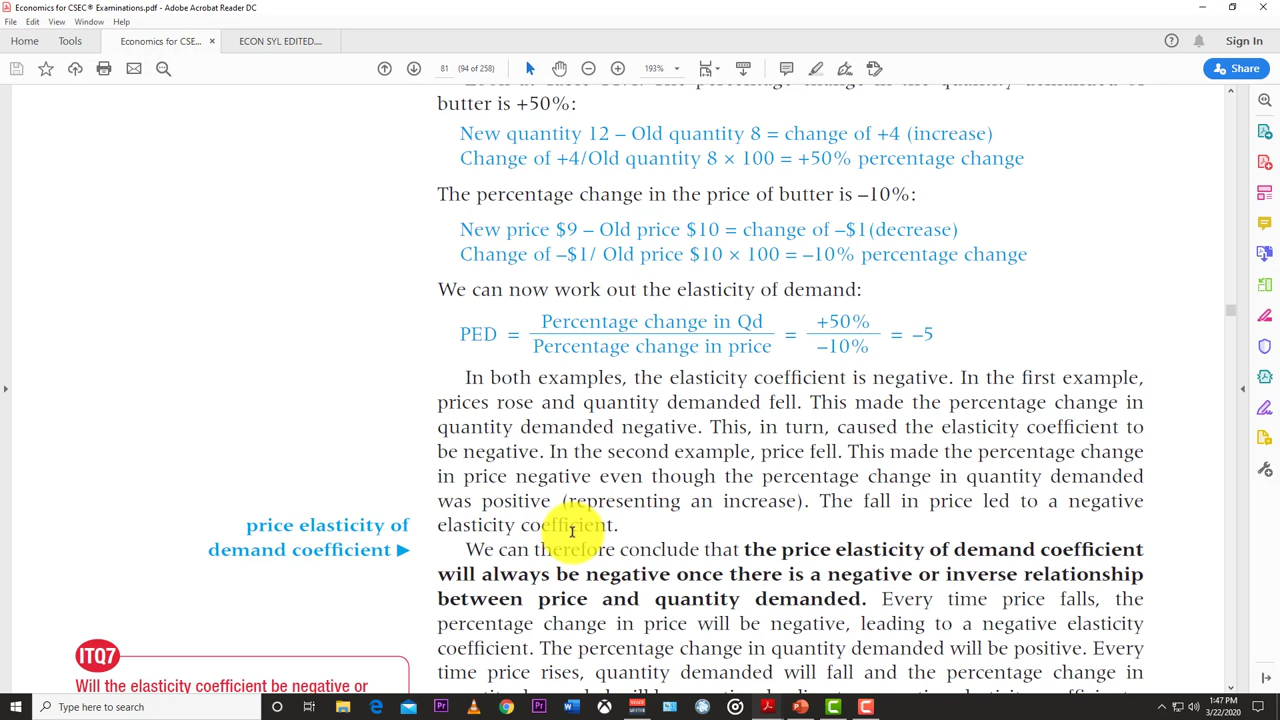 Economics for CSEC® Examinations.pdf - Adobe Acrobat Reader DC
File Edit View Window Help
Home Tools Economics for CSE... × ECON SYL EDITED.... Sign In
81 (94 of 258) 193% Share
butter is +50%:
New quantity 12 – Old quantity 8 = change of +4 (increase)
Change of +4/Old quantity 8 × 100 = +50% percentage change
The percentage change in the price of butter is –10%:
New price $9 – Old price $10 = change of –$1(decrease)
Change of –$1/ Old price $10 × 100 = –10% percentage change
We can now work out the elasticity of demand:
PED = Percentage change in Qd / Percentage change in price = +50% / –10% = –5
In both examples, the elasticity coefficient is negative. In the first example,
prices rose and quantity demanded fell. This made the percentage change in
quantity demanded negative. This, in turn, caused the elasticity coefficient to
be negative. In the second example, price fell. This made the percentage change
in price negative even though the percentage change in quantity demanded
was positive (representing an increase). The fall in price led to a negative
elasticity coefficient.
price elasticity of
demand coefficient ▶
We can therefore conclude that the price elasticity of demand coefficient
will always be negative once there is a negative or inverse relationship
between price and quantity demanded. Every time price falls, the
percentage change in price will be negative, leading to a negative elasticity
coefficient. The percentage change in quantity demanded will be positive. Every
time price rises, quantity demanded will fall and the percentage change in
ITQ7
Will the elasticity coefficient be negative or
Type here to search
1:47 PM
3/22/2020